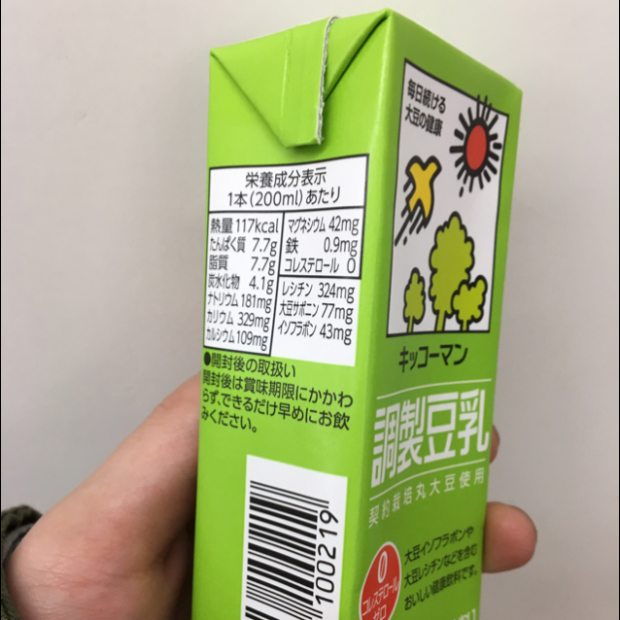 栄養成分表示
1本(200ml)あたり
熱量 117kcal
たんぱく質 7.7g
脂質 7.7g
炭水化物 4.1g
ナトリウム 181mg
カリウム 329mg
カルシウム 109mg
マグネシウム 42mg
鉄 0.9mg
コレステロール 0
レシチン 324mg
大豆サポニン 77mg
イソフラボン 43mg
●開封後の取扱い
開封後は賞味期限にかかわ
らず、できるだけ早めにお飲
みください。
100219
毎日続ける
大豆の健康
キッコーマン
調製豆乳
契約栽培丸大豆使用
0
コレステロール
ゼロ
大豆イソフラボンや
大豆レシチンなどを含む
おいしい健康飲料です。